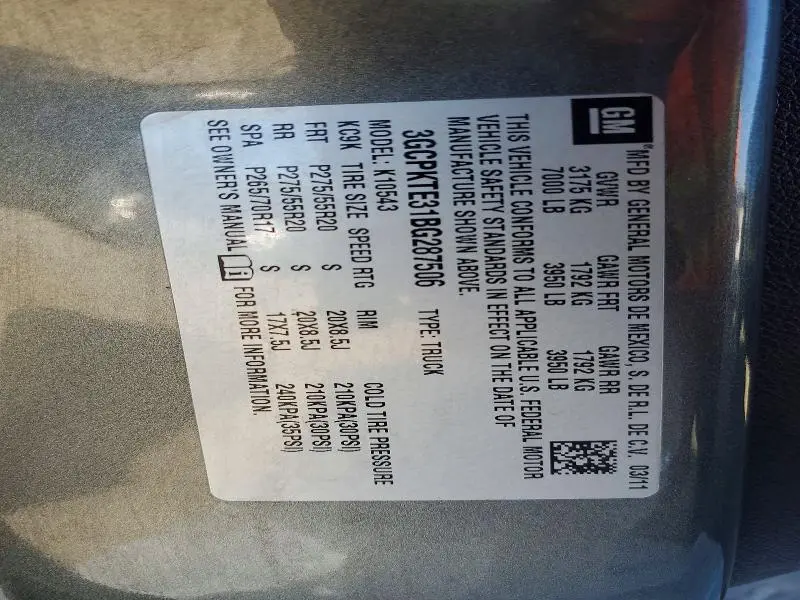 GM
®MFD BY GENERAL MOTORS DE MEXICO, S. DE R.L. DE C.V. 03/11
GVWR GAWR FRT GAWR RR
3175 KG 1792 KG 1792 KG
7000 LB 3950 LB 3950 LB
THIS VEHICLE CONFORMS TO ALL APPLICABLE U.S. FEDERAL MOTOR
VEHICLE SAFETY STANDARDS IN EFFECT ON THE DATE OF
MANUFACTURE SHOWN ABOVE.
3GCPKTE31BG287506 TYPE: TRUCK
MODEL: K10543
KC9K TIRE SIZE SPEED RTG RIM COLD TIRE PRESSURE
FRT P275/55R20 S 20X8.5J 210KPA(30PSI)
RR P275/55R20 S 20X8.5J 210KPA(30PSI)
SPA P265/70R17 S 17X7.5J 240KPA(35PSI)
SEE OWNER'S MANUAL FOR MORE INFORMATION.